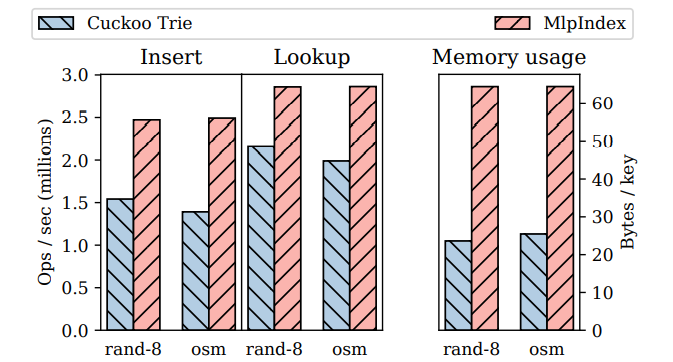 Cuckoo Trie MlpIndex
Insert Lookup Memory usage
3.0
2.5
2.0
1.5
1.0
0.5
0.0
Ops / sec (millions)
60
50
40
30
20
10
0
Bytes / key
rand-8 osm rand-8 osm rand-8 osm